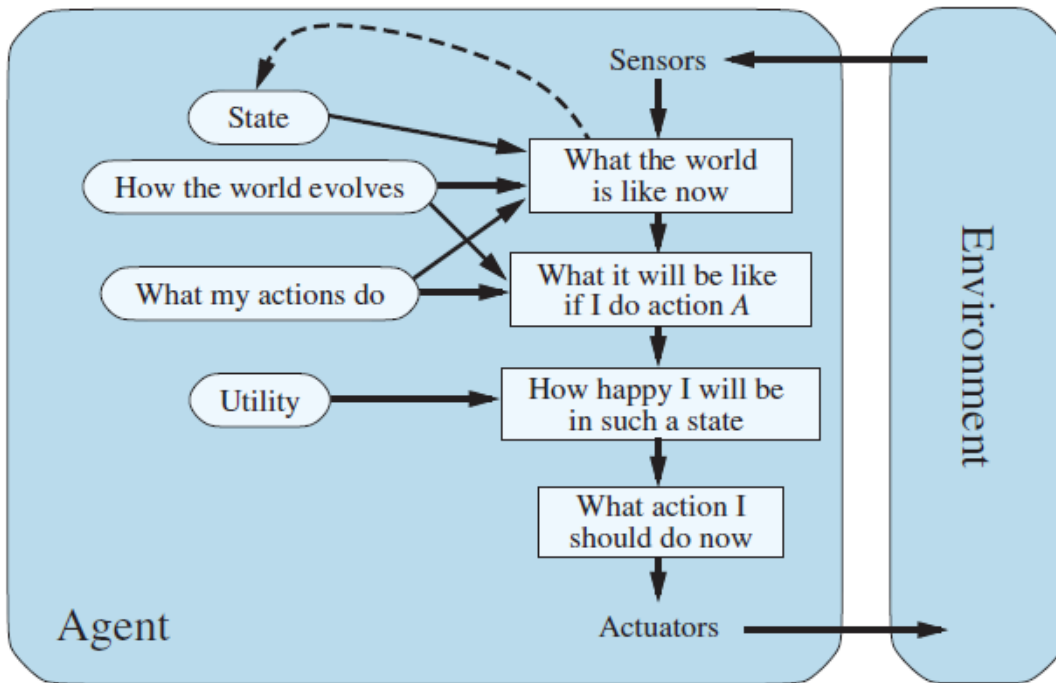 Sensors
State
What the world
is like now
How the world evolves
What it will be like
if I do action A
What my actions do
How happy I will be
in such a state
Utility
What action I
should do now
Actuators
Agent
Environment